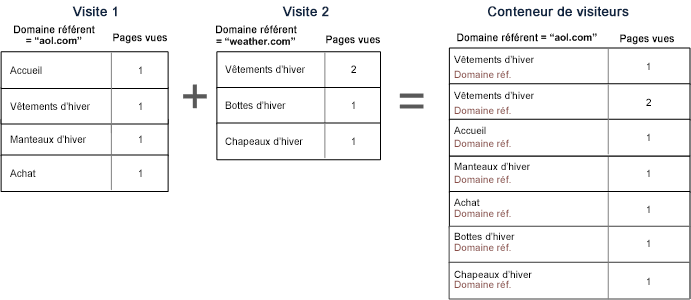 Visite 1
Domaine référent
= “aol.com”
Pages vues
Accueil
1
Vêtements d’hiver
1
Manteaux d’hiver
1
Achat
1
+
Visite 2
Domaine référent
= “weather.com”
Pages vues
Vêtements d’hiver
2
Bottes d’hiver
1
Chapeaux d’hiver
1
=
Conteneur de visiteurs
Domaine référent = “aol.com”
Pages vues
Vêtements d’hiver
Domaine réf.
1
Vêtements d’hiver
Domaine réf.
2
Accueil
Domaine réf.
1
Manteaux d’hiver
Domaine réf.
1
Achat
Domaine réf.
1
Bottes d’hiver
Domaine réf.
1
Chapeaux d’hiver
Domaine réf.
1